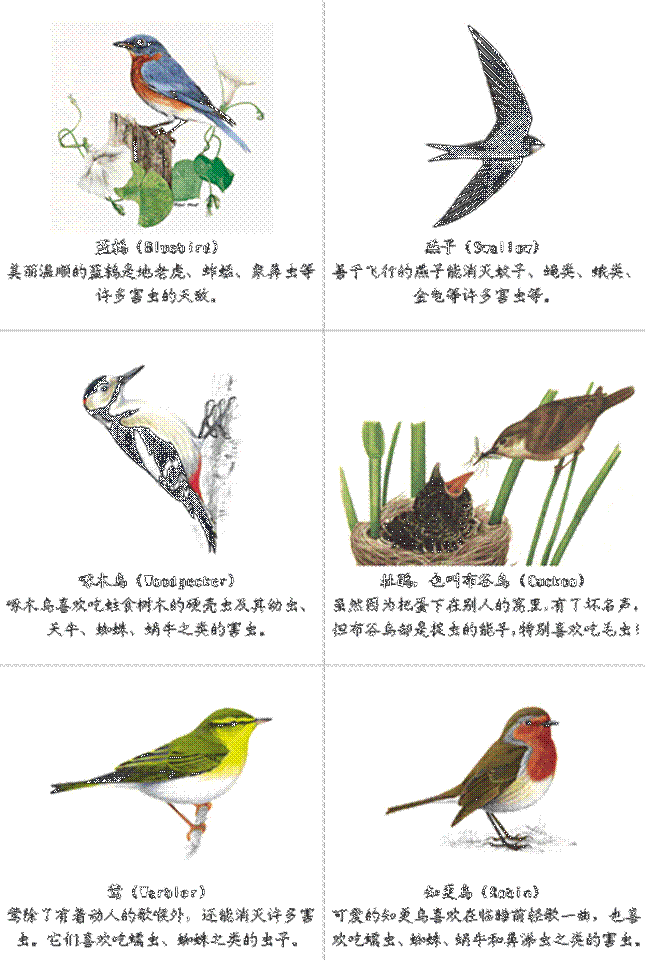 蓝鸫（Bluebird）
美丽温顺的蓝鸫是地老虎、蚱蜢、象鼻虫等
许多害虫的天敌。
燕子（Swallow）
善于飞行的燕子能消灭蚊子、蝇类、蛾类、
金龟等许多害虫等。
啄木鸟（Woodpecker）
啄木鸟喜欢吃蛀食树木的硬壳虫及其幼虫、
天牛、蜘蛛、蜗牛之类的害虫。
杜鹃，也叫布谷鸟（Cuckoo）
虽然因为把蛋下在别人的窝里，有了坏名声，
但布谷鸟却是捉虫的能手，特别喜欢吃毛虫！
莺（Warbler）
莺除了有着动人的歌喉外，还能消灭许多害
虫。它们喜欢吃蠕虫、蜘蛛之类的虫子。
知更鸟（Robin）
可爱的知更鸟喜欢在临睡前轻歌一曲，也喜
欢吃蠕虫、蜘蛛、蜗牛和鼻涕虫之类的害虫。